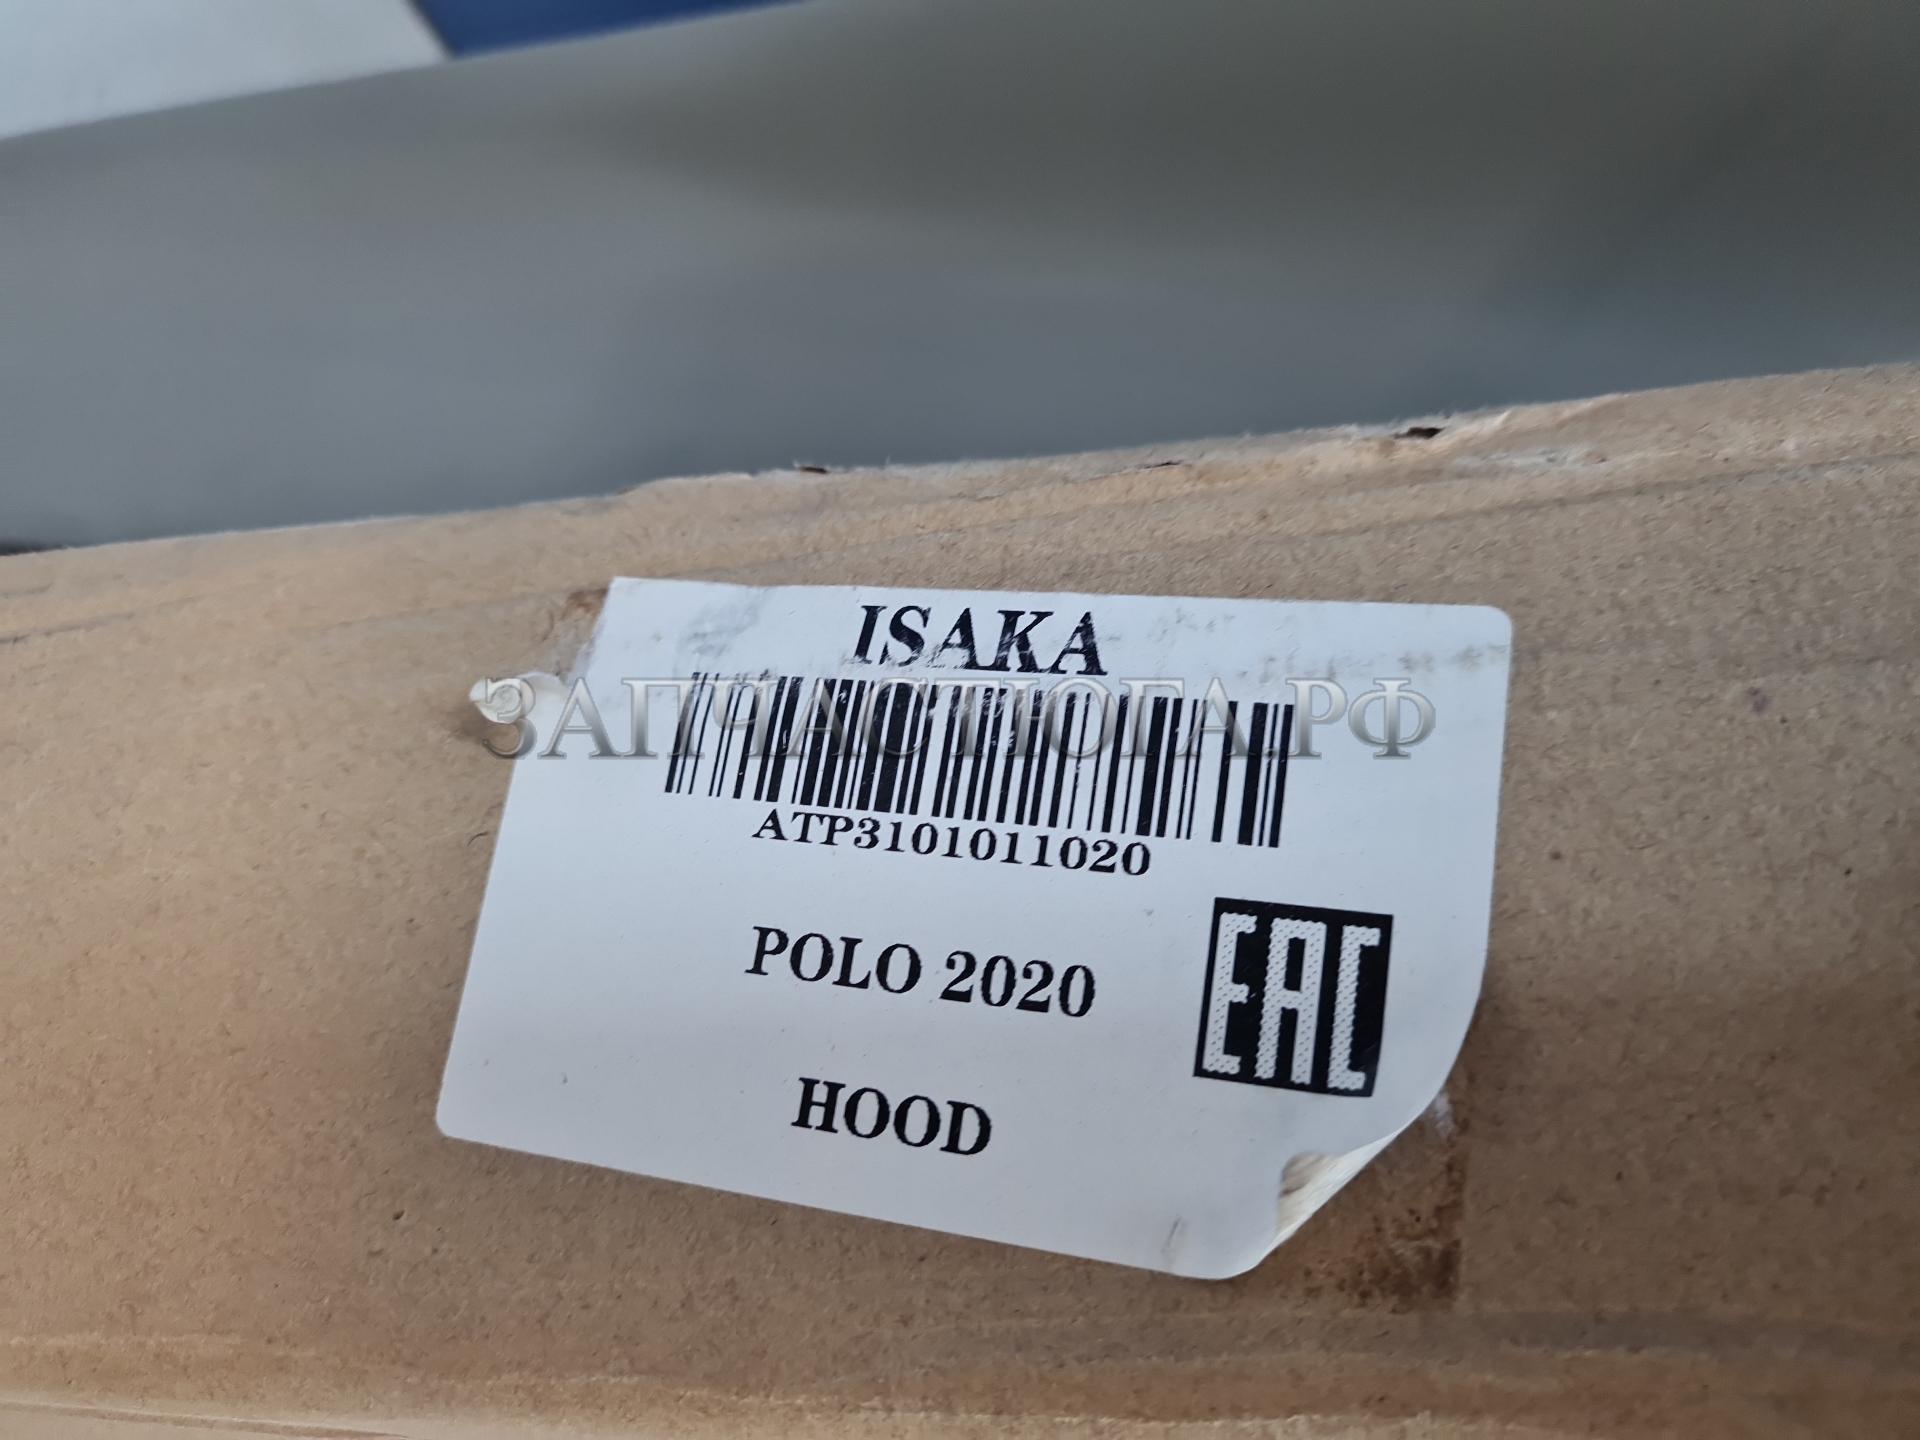 ISAKA
ЗАПЧАСТЮГА.РФ
ATP3101011020
POLO 2020
EAC
HOOD